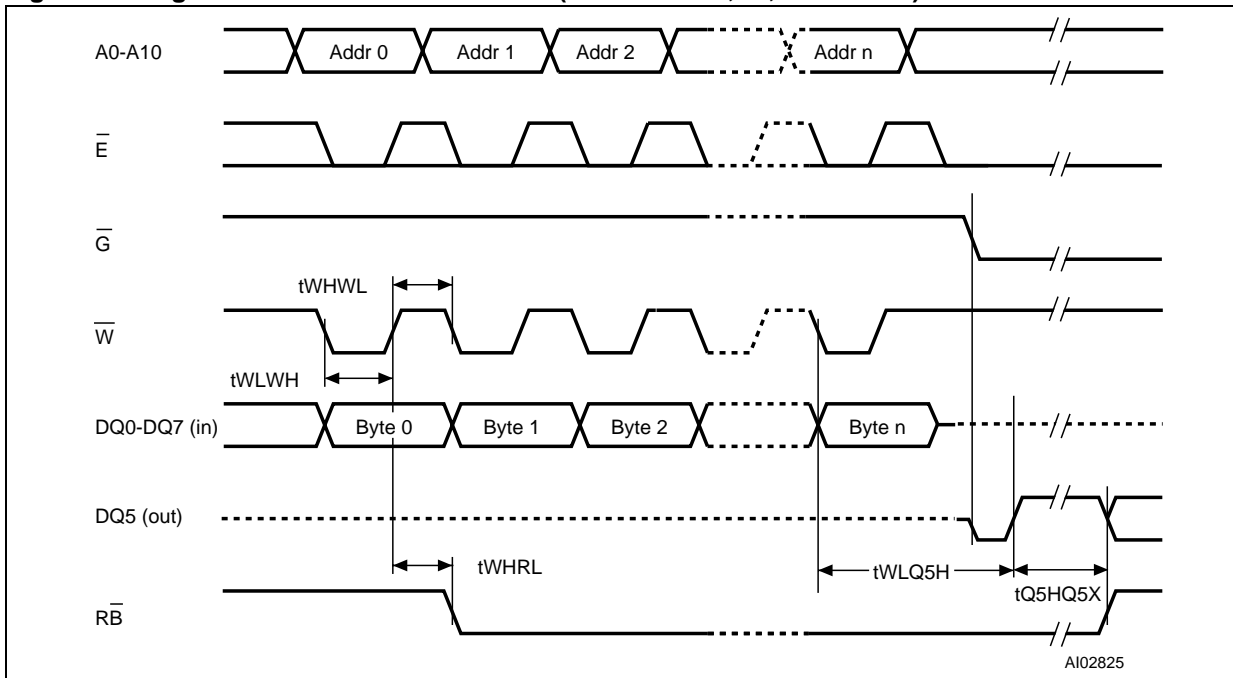 A0-A10
Addr 0
Addr 1
Addr 2
Addr n
E
G
tWHWL
W
tWLWH
DQ0-DQ7 (in)
Byte 0
Byte 1
Byte 2
Byte n
DQ5 (out)
tWHRL
tWLQ5H
tQ5HQ5X
RB
AI02825